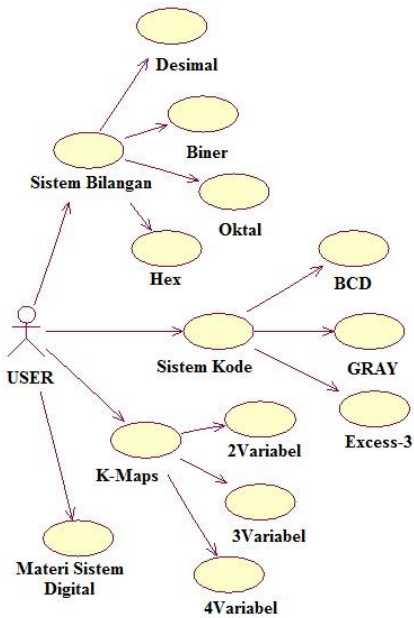 Desimal
Biner
Sistem Bilangan
Oktal
Hex
BCD
USER
Sistem Kode
GRAY
Excess-3
2Variabel
K-Maps
3Variabel
Materi Sistem
Digital
4Variabel